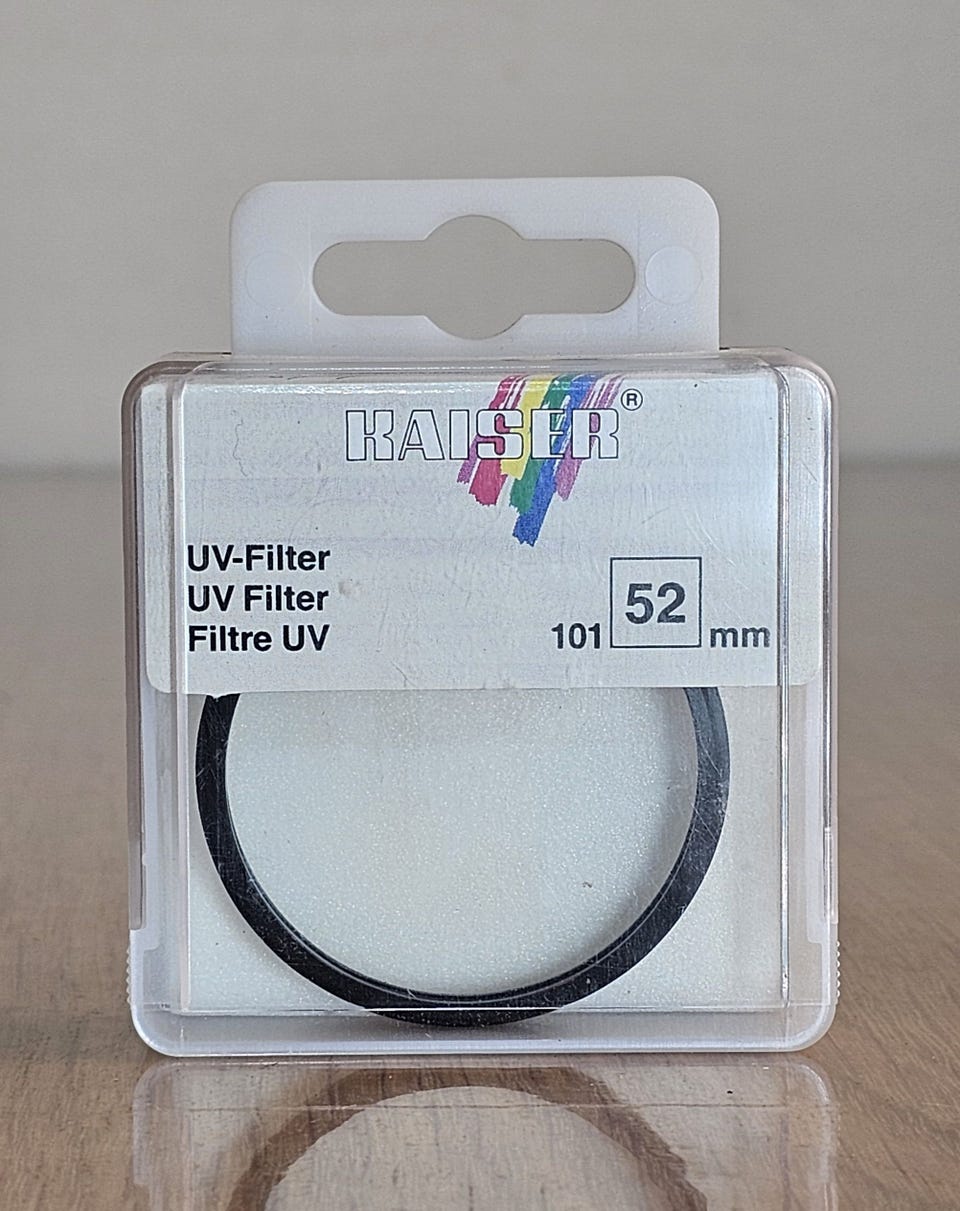 KAISER®
UV-Filter
UV Filter
Filtre UV
101 52 mm